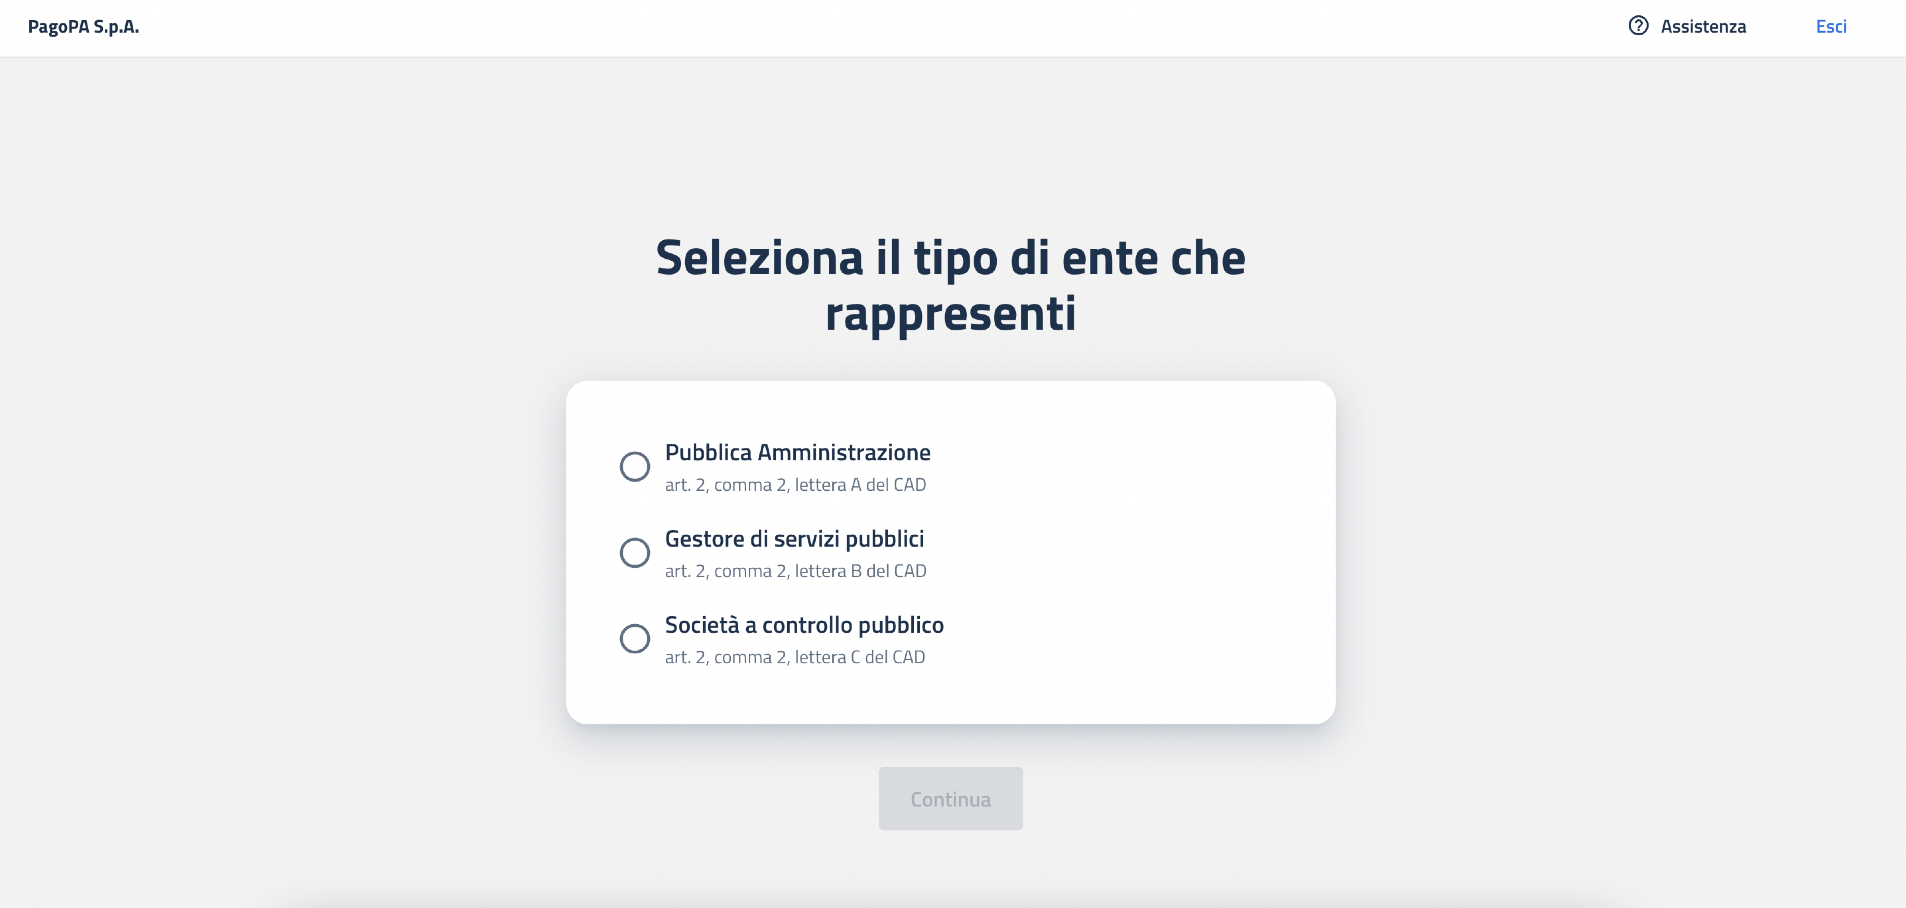 PagoPA S.p.A.
Assistenza
Esci
Seleziona il tipo di ente che
rappresenti
Pubblica Amministrazione
art. 2, comma 2, lettera A del CAD
Gestore di servizi pubblici
art. 2, comma 2, lettera B del CAD
Società a controllo pubblico
art. 2, comma 2, lettera C del CAD
Continua